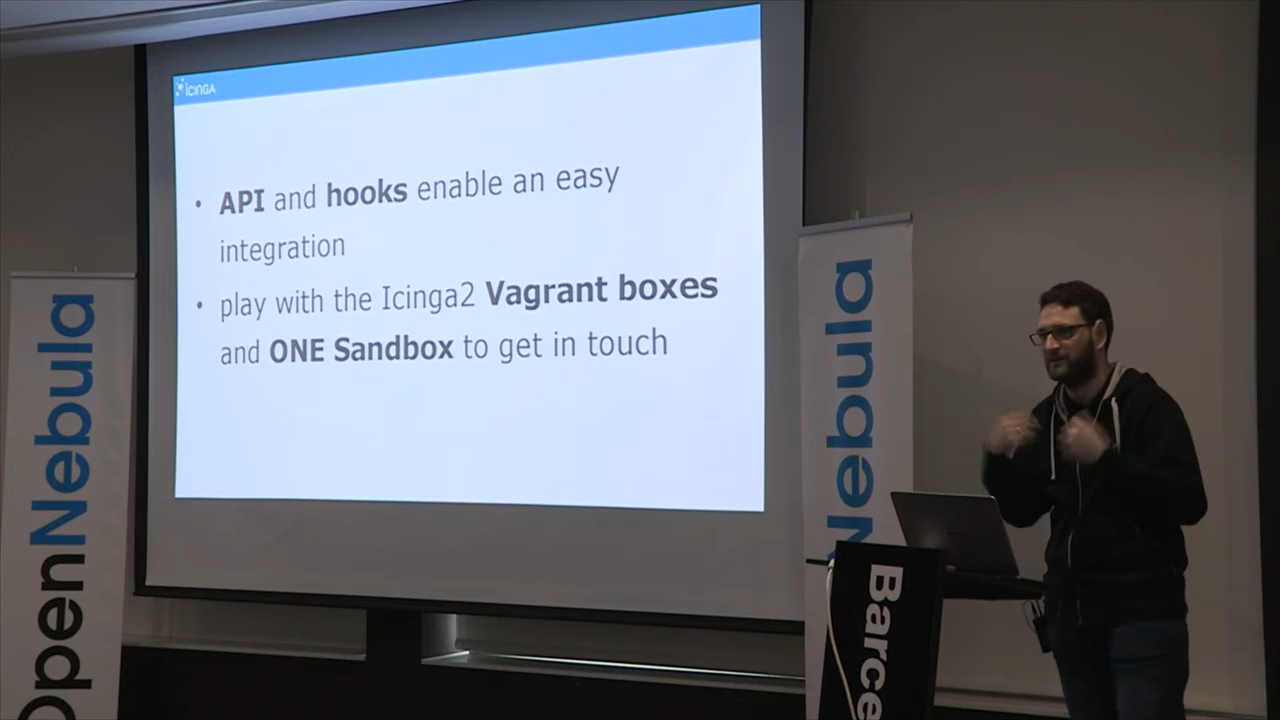 ICINGA
• API and hooks enable an easy
integration
• play with the Icinga2 Vagrant boxes
and ONE Sandbox to get in touch
OpenNebula
Nebula
Barce